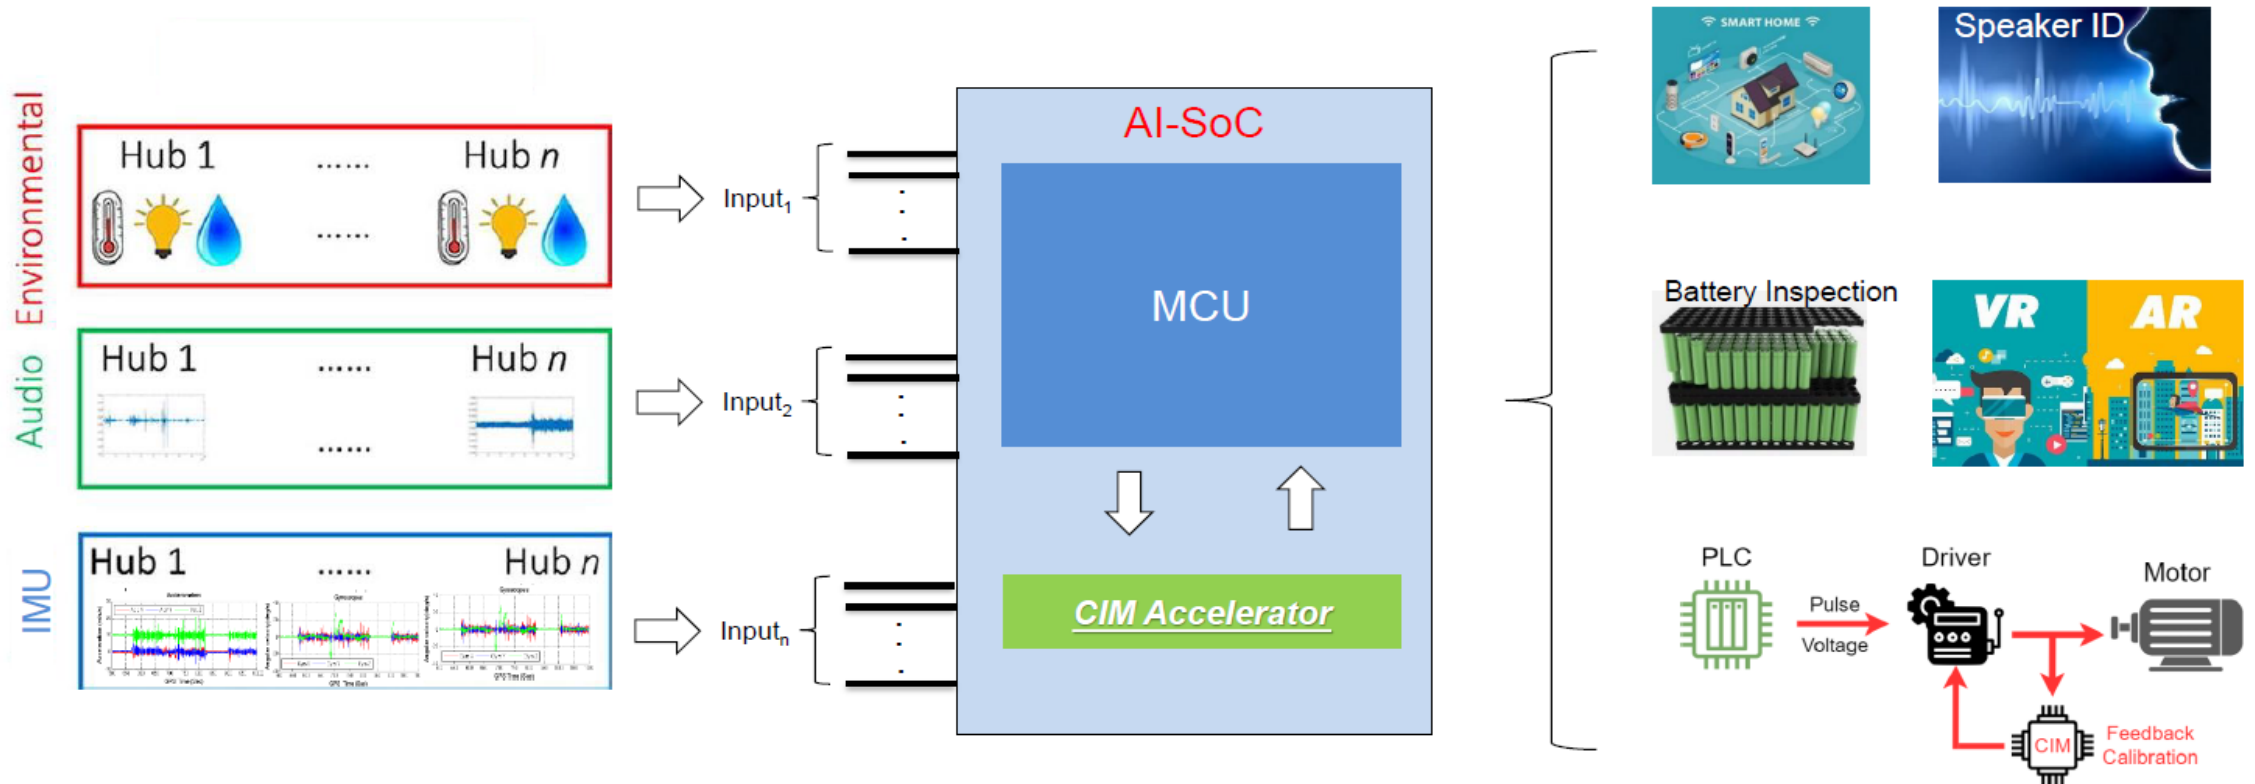 Environmental
Hub 1
......
Hub n
......
Input1
Audio
Hub 1
......
Hub n
......
Input2
IMU
Hub 1
......
Hub n
Inputn
AI-SoC
MCU
CIM Accelerator
SMART HOME
Speaker ID
Battery Inspection
VR
AR
PLC
Pulse
Voltage
Driver
Motor
CIM
Feedback
Calibration